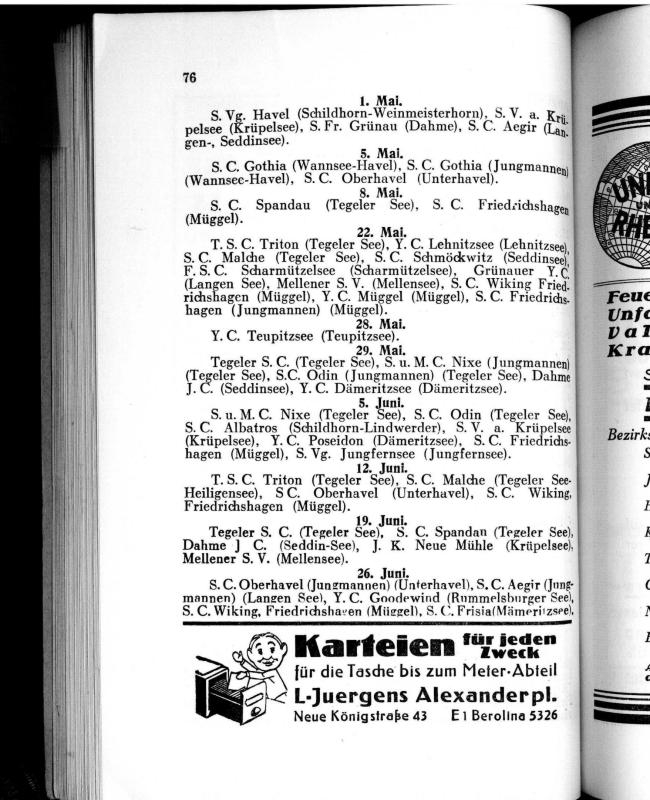 76
1. Mai.
S. Vg. Havel (Schildhorn-Weinmeisterhorn), S. V. a. Krü-
pelsee (Krüpelsee), S. Fr. Grünau (Dahme), S. C. Aegir (Lan-
gen-, Seddinsee).
5. Mai.
S. C. Gothia (Wannsee-Havel), S. C. Gothia (Jungmannen)
(Wannsee-Havel), S. C. Oberhavel (Unterhavel).
8. Mai.
S. C. Spandau (Tegeler See), S. C. Friedrichshagen
(Müggel).
22. Mai.
T. S. C. Triton (Tegeler See), Y. C. Lehnitzsee (Lehnitzsee),
S. C. Malche (Tegeler See), S. C. Schmöckwitz (Seddinsee),
F. S. C. Scharmützelsee (Scharmützelsee), Grünauer Y. C.
(Langen See), Mellener S. V. (Mellensee), S. C. Wiking Fried-
richshagen (Müggel), Y. C. Müggel (Müggel), S. C. Friedrichs-
hagen (Jungmannen) (Müggel).
28. Mai.
Y. C. Teupitzsee (Teupitzsee).
29. Mai.
Tegeler S. C. (Tegeler See), S. u. M. C. Nixe (Jungmannen)
(Tegeler See), S.C. Odin (Jungmannen) (Tegeler See), Dahme
J. C. (Seddinsee), Y. C. Dämeritzsee (Dämeritzsee).
5. Juni.
S. u. M. C. Nixe (Tegeler See), S. C. Odin (Tegeler See),
S. C. Albatros (Schildhorn-Lindwerder), S. V. a. Krüpelsee
(Krüpelsee), Y. C. Poseidon (Dämeritzsee), S. C. Friedrichs-
hagen (Müggel), S. Vg. Jungfernsee (Jungfernsee).
12. Juni.
T. S. C. Triton (Tegeler See), S. C. Malche (Tegeler See-
Heiligensee), S C. Oberhavel (Unterhavel), S. C. Wiking,
Friedrichshagen (Müggel).
19. Juni.
Tegeler S. C. (Tegeler See), S. C. Spandau (Tegeler See),
Dahme J C. (Seddin-See), J. K. Neue Mühle (Krüpelsee),
Mellener S. V. (Mellensee).
26. Juni.
S. C. Oberhavel (Jungmannen) (Unterhavel), S. C. Aegir (Jung-
mannen) (Langen See), Y. C. Goodewind (Rummelsburger See),
S. C. Wiking, Friedrichshagen (Müggel), S. C. Frisia(Mämeritzsee),
Karteien für jeden
Zweck
für die Tasche bis zum Meter-Abteil
L·Juergens Alexanderpl.
Neue Königstraße 43 E1 Berolina 5326
UN
RHE
Feue
Unfa
Kra
Bezirks